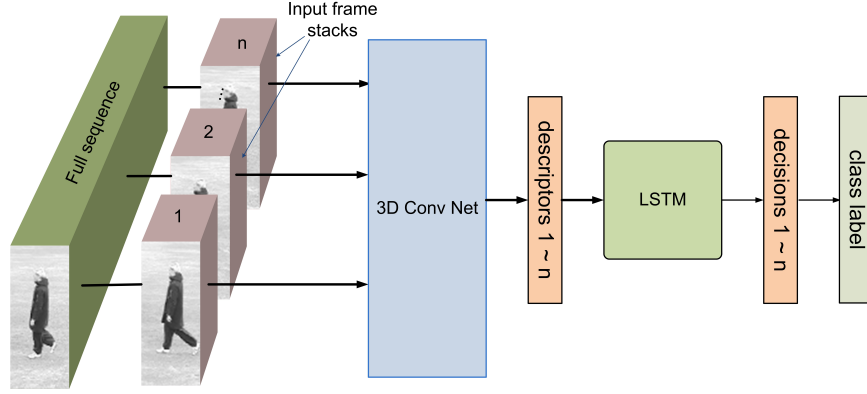 Input frame
stacks
n
2
1
Full sequence
3D Conv Net
descriptors 1 ~ n
LSTM
decisions 1 ~ n
class label